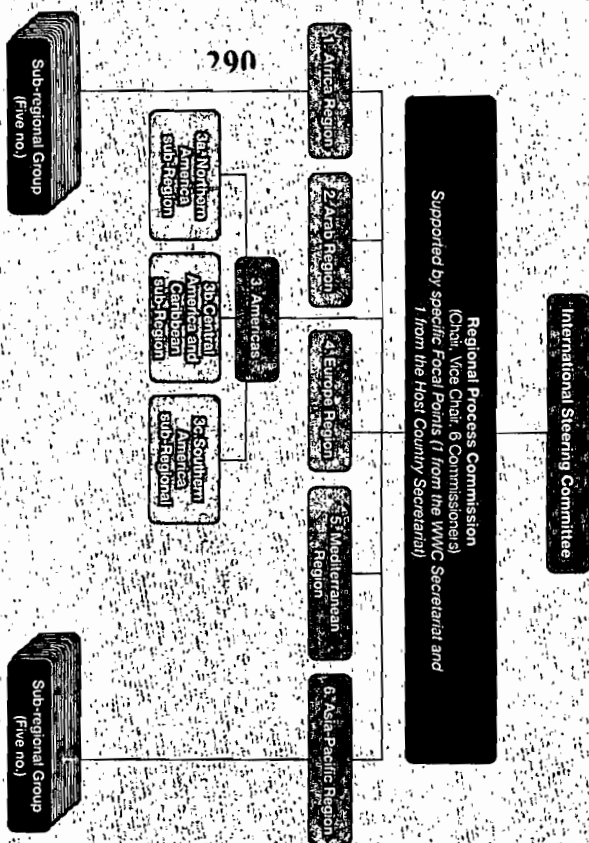 International Steering Committee
Regional Process Commission
(Chair, Vice Chair, 6 Commissioners)
Supported by specific Focal Points (1 from the WWC Secretariat and
1 from the Host Country Secretariat)
1. Africa Region
2. Arab Region
3. Americas
4. Europe Region
5. Mediterranean
Region
6. Asia-Pacific Region
3a. Northern
America
sub-Region
3b. Central
America and
Caribbean
sub-Region
3c. Southern
America
sub-Regional
Sub-regional Group
(Five no.)
Sub-regional Group
(Five no.)
290